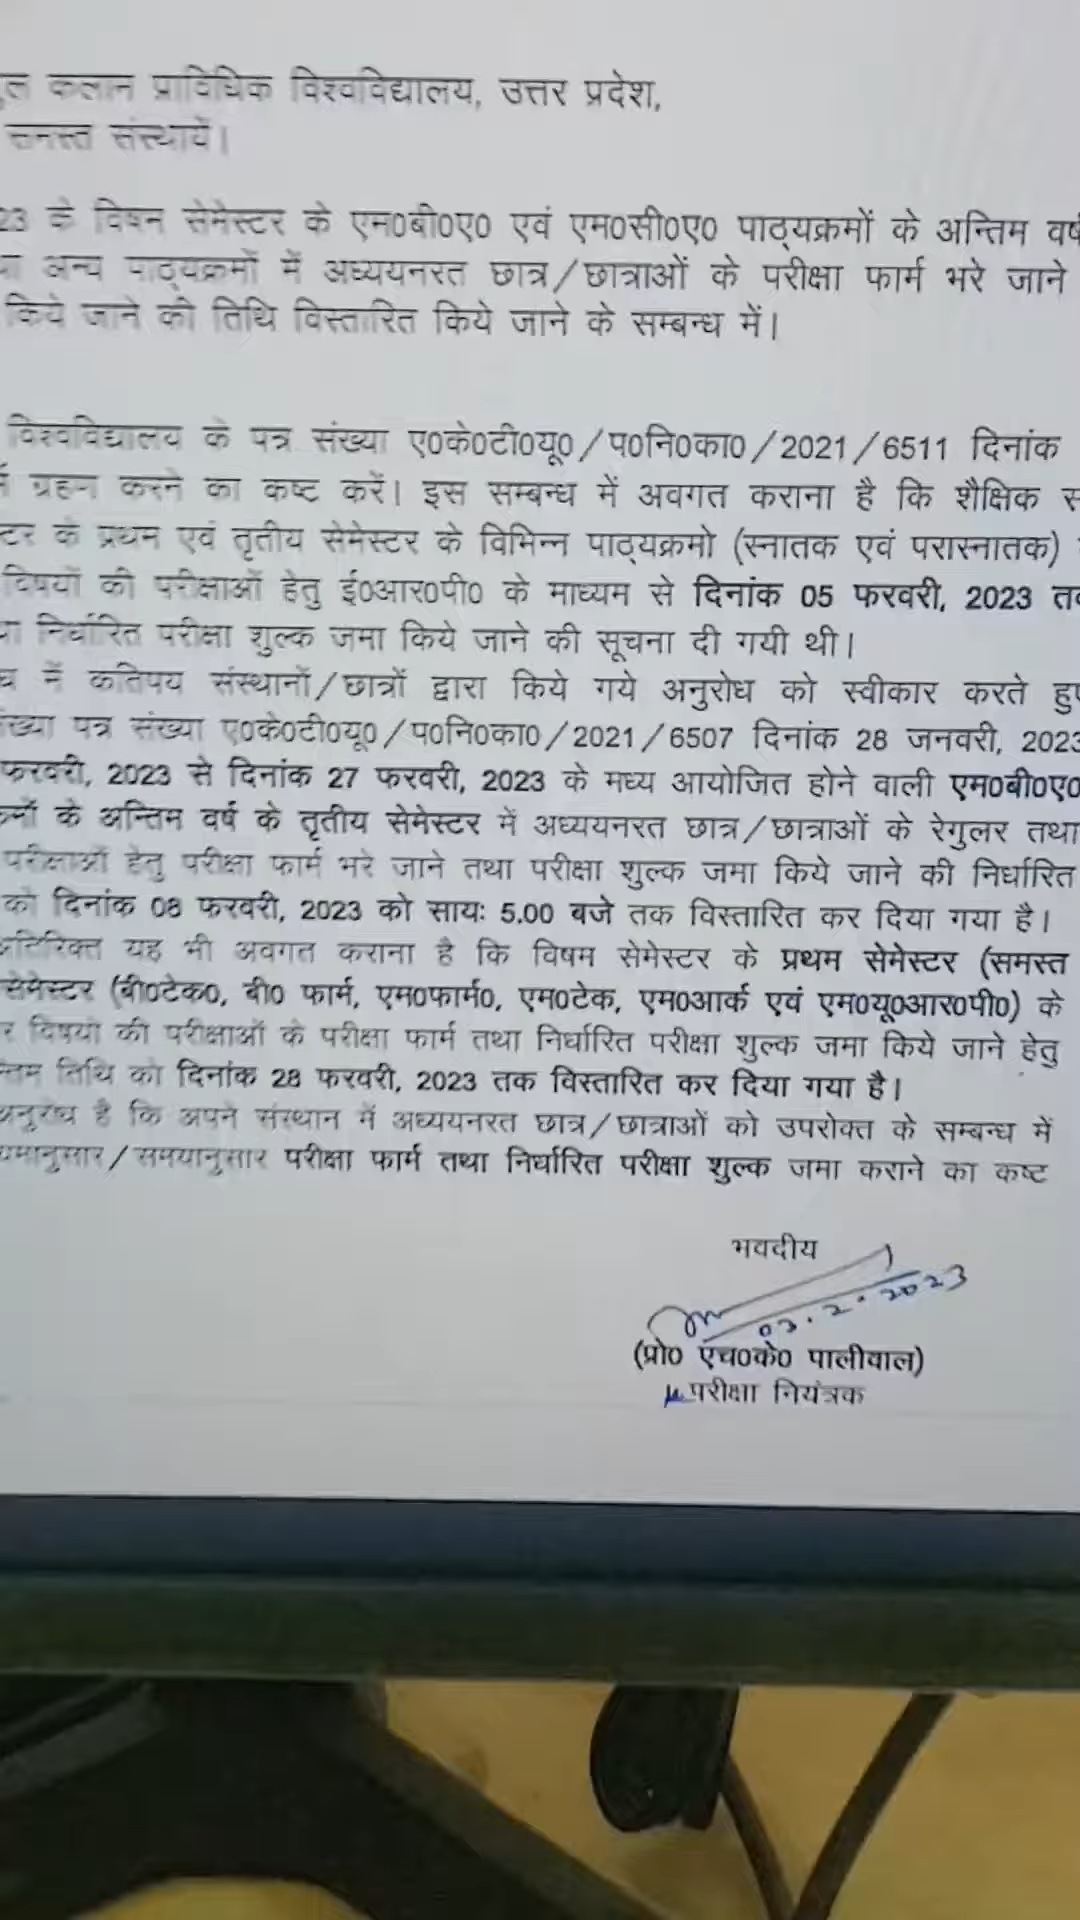 कलाम प्राविधिक विश्वविद्यालय, उत्तर प्रदेश,
समस्त संस्थायें।
23 के विषम सेमेस्टर के एम0बी0ए0 एवं एम0सी0ए0 पाठ्यक्रमों के अन्तिम वर्ष
अन्य पाठ्यक्रमों में अध्ययनरत छात्र/छात्राओं के परीक्षा फार्म भरे जाने
किये जाने की तिथि विस्तारित किये जाने के सम्बन्ध में।
विश्वविद्यालय के पत्र संख्या ए0के0टी0यू0/प0नि0का0/2021/6511 दिनांक
ग्रहण करने का कष्ट करें। इस सम्बन्ध में अवगत कराना है कि शैक्षिक
के प्रथम एवं तृतीय सेमेस्टर के विभिन्न पाठ्यक्रमो (स्नातक एवं परास्नातक)
विषयों की परीक्षाओं हेतु ई0आर0पी0 के माध्यम से दिनांक 05 फरवरी, 2023
निर्धारित परीक्षा शुल्क जमा किये जाने की सूचना दी गयी थी।
में कतिपय संस्थानों/छात्रों द्वारा किये गये अनुरोध को स्वीकार करते
पत्र संख्या ए0के0टी0यू0/प0नि0का0/2021/6507 दिनांक 28 जनवरी, 2023
फरवरी, 2023 से दिनांक 27 फरवरी, 2023 के मध्य आयोजित होने वाली एम0बी0ए0
के अन्तिम वर्ष के तृतीय सेमेस्टर में अध्ययनरत छात्र/छात्राओं के रेगुलर तथा
परीक्षाओं हेतु परीक्षा फार्म भरे जाने तथा परीक्षा शुल्क जमा किये जाने की निर्धारित
को दिनांक 08 फरवरी, 2023 को सायः 5.00 बजे तक विस्तारित कर दिया गया है।
यह भी अवगत कराना है कि विषम सेमेस्टर के प्रथम सेमेस्टर (समस्त
सेमेस्टर (बी0टेक0, बी0 फार्म, एम0फार्म0, एम0टेक, एम0आर्क एवं एम0यू0आर0पी0) के
विषयों की परीक्षाओं के परीक्षा फार्म तथा निर्धारित परीक्षा शुल्क जमा किये जाने हेतु
तिथि को दिनांक 28 फरवरी, 2023 तक विस्तारित कर दिया गया है।
अनुरोध है कि अपने संस्थान में अध्ययनरत छात्र/छात्राओं को उपरोक्त के सम्बन्ध में
/समयानुसार परीक्षा फार्म तथा निर्धारित परीक्षा शुल्क जमा कराने का कष्ट
भवदीय
03.2.2023
(प्रो0 एच0के0 पालीवाल)
परीक्षा नियंत्रक